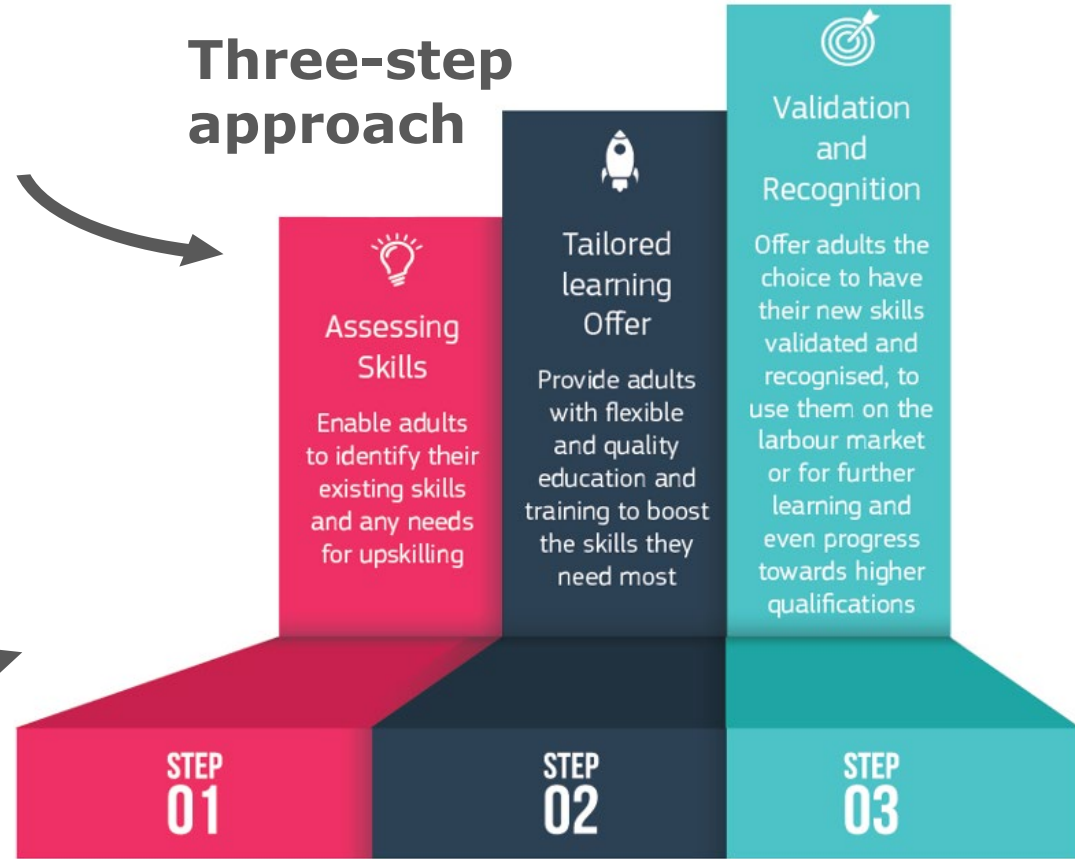 Three-step
approach
Assessing
Skills
Enable adults
to identify their
existing skills
and any needs
for upskilling
STEP
01
Tailored
learning
Offer
Provide adults
with flexible
and quality
education and
training to boost
the skills they
need most
STEP
02
Validation
and
Recognition
Offer adults the
choice to have
their new skills
validated and
recognised, to
use them on the
larbour market
or for further
learning and
even progress
towards higher
qualifications
STEP
03